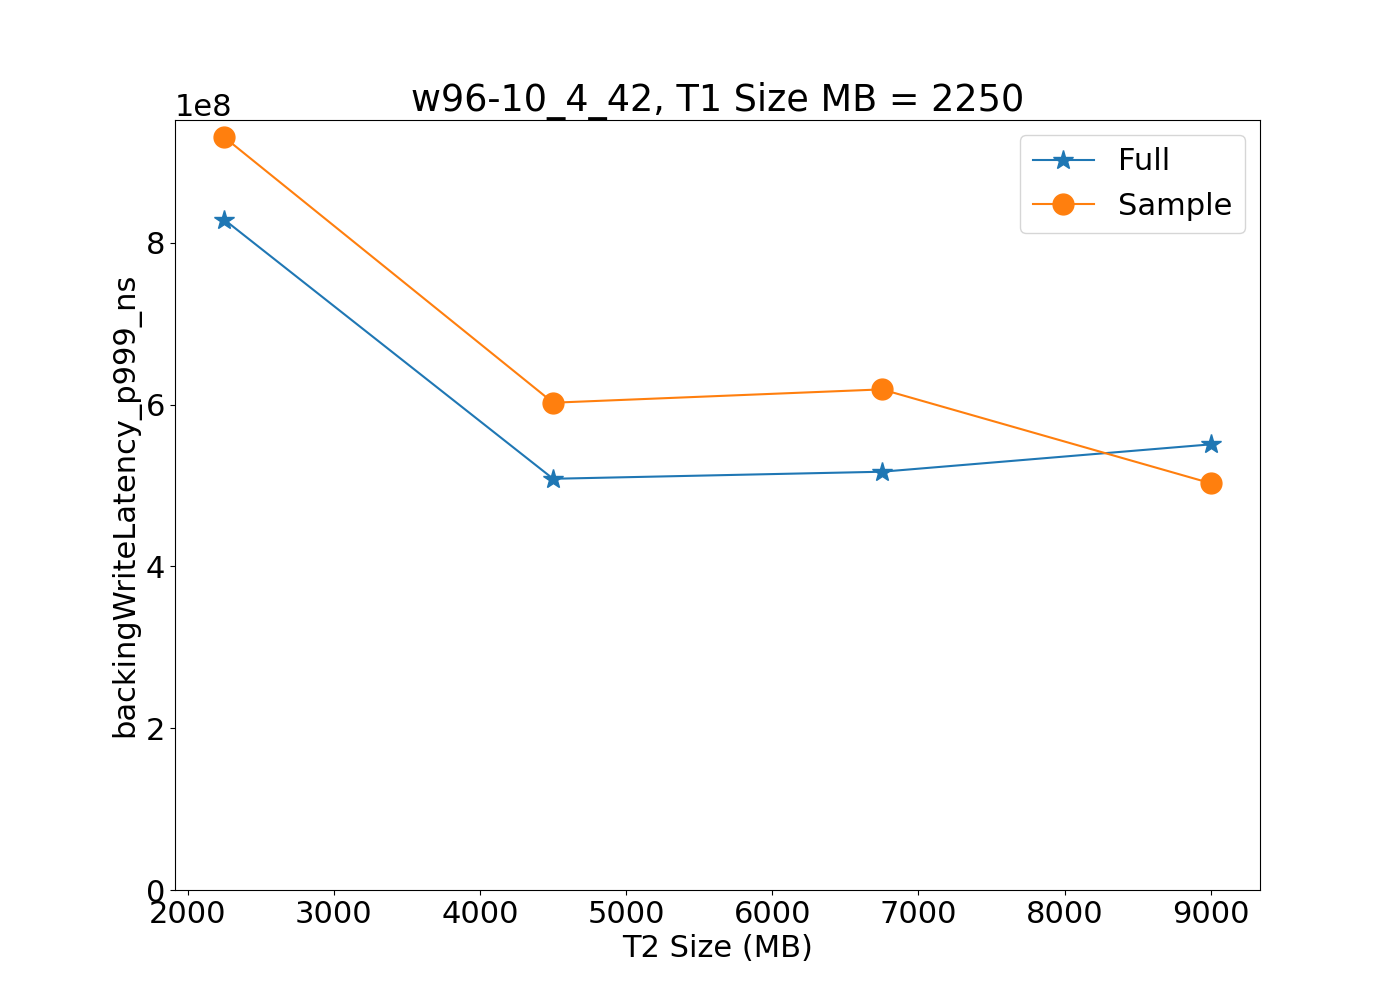 w96-10_4_42, T1 Size MB = 2250
1e8
Full
Sample
8
6
4
2
0
backingWriteLatency_p999_ns
2000 3000 4000 5000 6000 7000 8000 9000
T2 Size (MB)